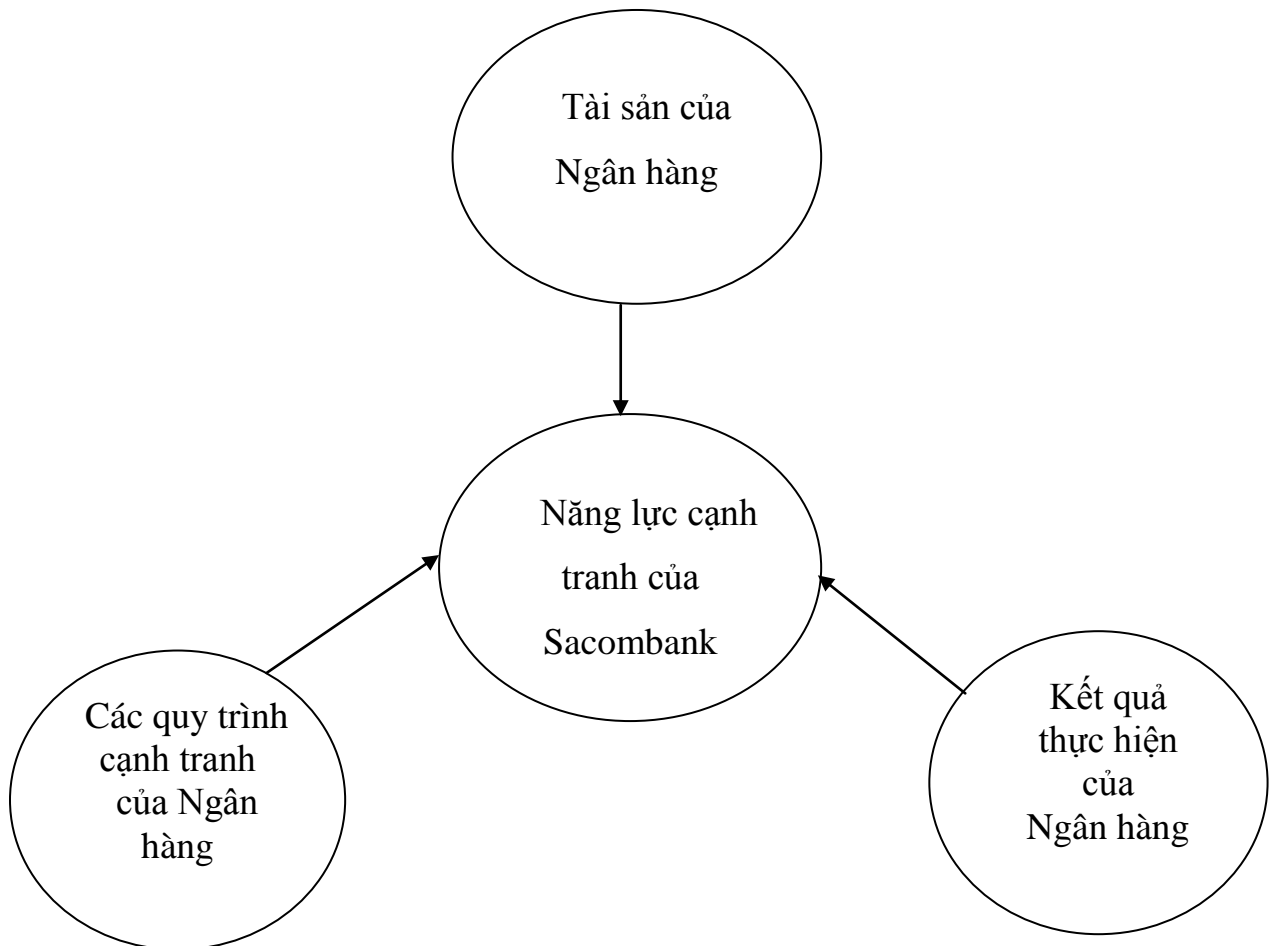 Tài sản của
Ngân hàng
Năng lực cạnh
tranh của
Sacombank
Các quy trình
cạnh tranh
của Ngân
hàng
Kết quả
thực hiện
của
Ngân hàng